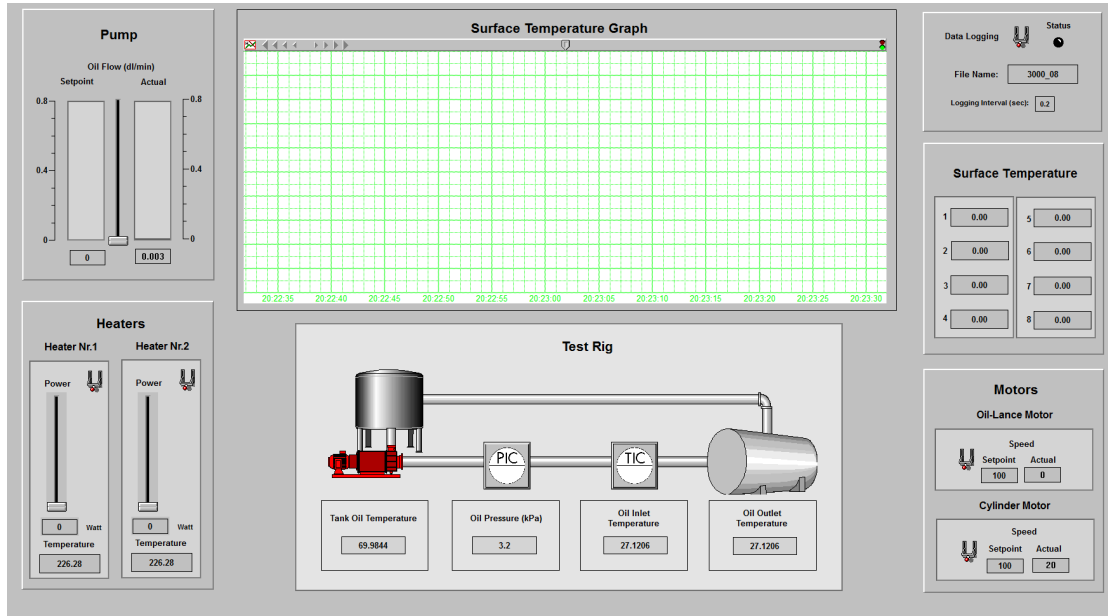 Pump
Oil Flow (dl/min)
Setpoint Actual
0.8 0.8
0.4 0.4
0 0
0 0.003
Surface Temperature Graph
20:22:36 20:22:40 20:22:45 20:22:50 20:22:55 20:23:00 20:23:05 20:23:10 20:23:15 20:23:20 20:23:25 20:23:30
Data Logging Status
File Name: 3000_08
Logging Interval (sec): 0.2
Surface Temperature
1 0.00 5 0.00
2 0.00 6 0.00
3 0.00 7 0.00
4 0.00 8 0.00
Heaters
Heater Nr.1 Heater Nr.2
Power Power
0 Watt 0 Watt
Temperature Temperature
226.28 226.28
Test Rig
PIC TIC
Tank Oil Temperature
69.9844
Oil Pressure (kPa)
3.2
Oil Inlet
Temperature
27.1206
Oil Outlet
Temperature
27.1206
Motors
Oil-Lance Motor
Speed
Setpoint Actual
100 0
Cylinder Motor
Speed
Setpoint Actual
100 20